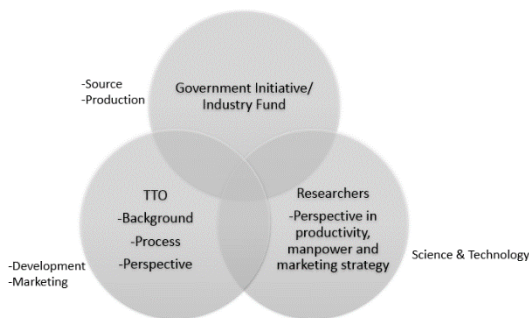 -Source
-Production
Government Initiative/
Industry Fund
TTO
-Background
-Process
-Perspective
Researchers
-Perspective in
productivity,
manpower and
marketing strategy
-Development
-Marketing
Science & Technology